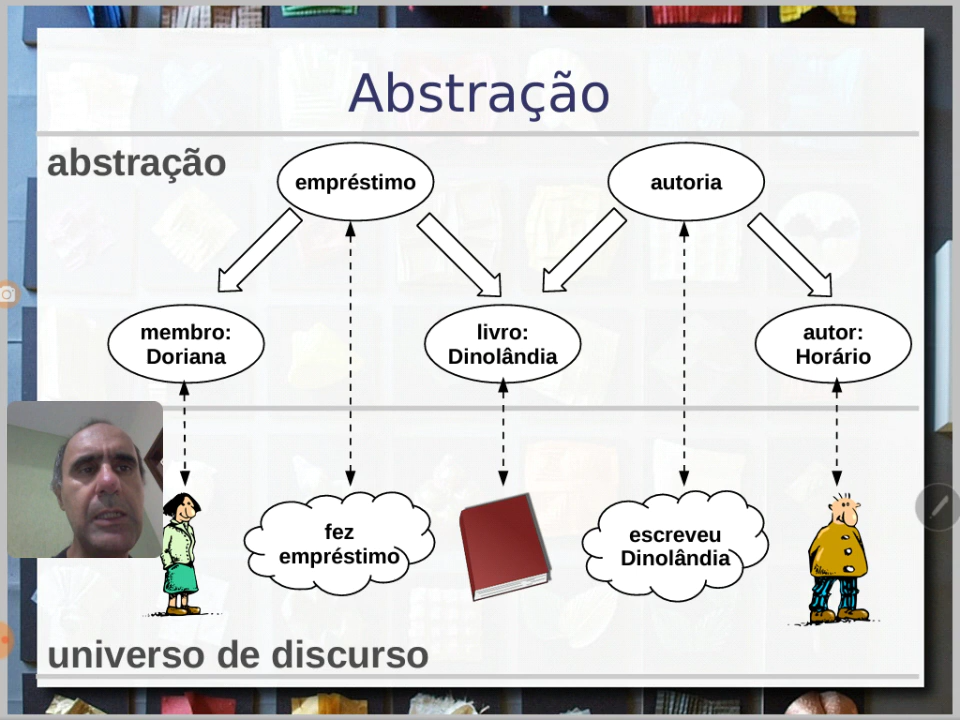 Abstração
abstração
empréstimo
autoria
membro:
Doriana
livro:
Dinolândia
autor:
Horário
fez
empréstimo
escreveu
Dinolândia
universo de discurso